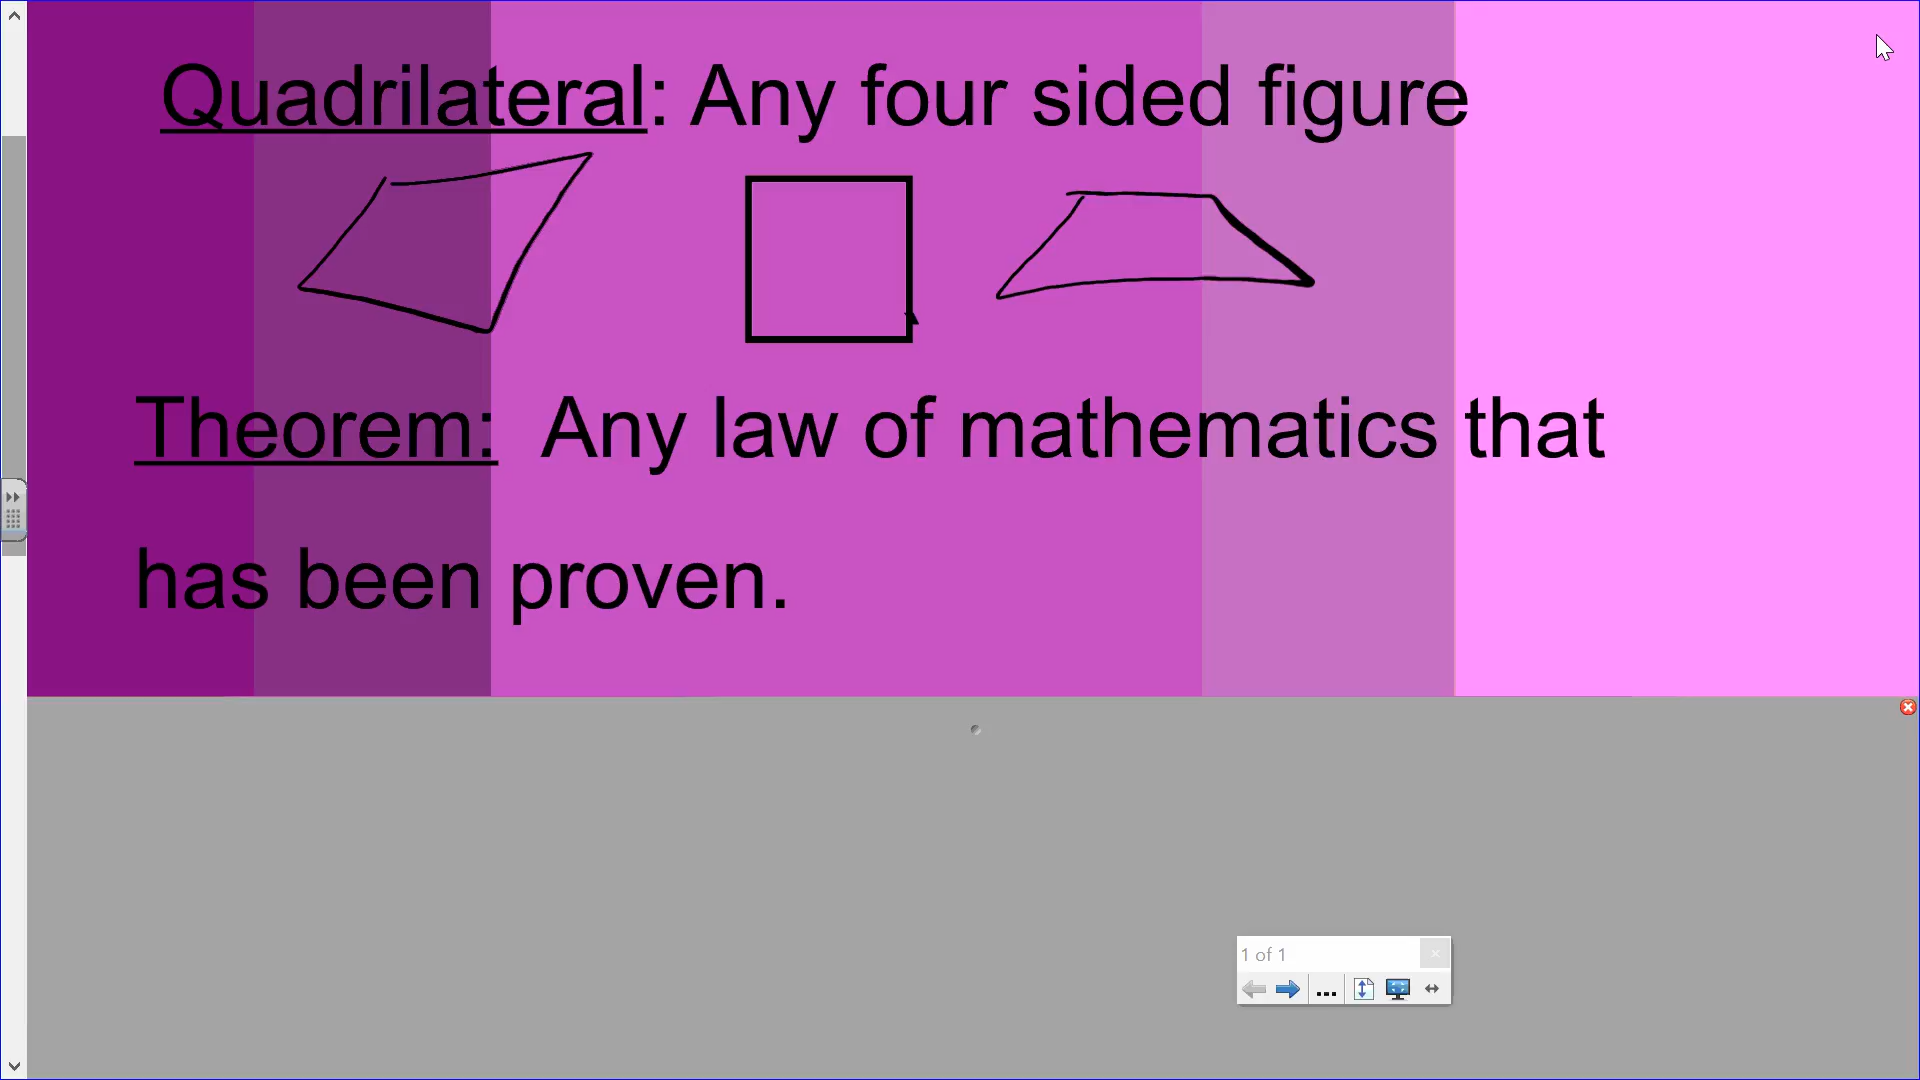 Quadrilateral: Any four sided figure
Theorem: Any law of mathematics that
has been proven.
1 of 1